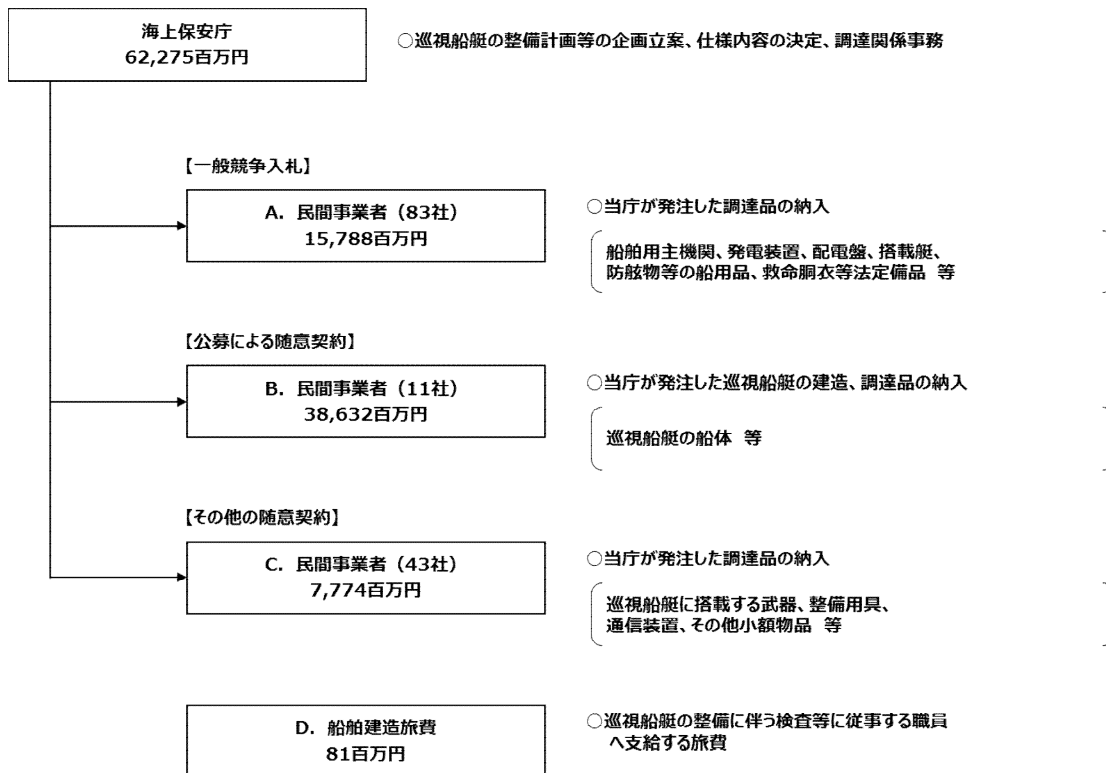 海上保安庁
62,275百万円
○巡視船艇の整備計画等の企画立案、仕様内容の決定、調達関係事務
【一般競争入札】
A. 民間事業者（83社）
15,788百万円
○当庁が発注した調達品の納入
船舶用主機関、発電装置、配電盤、搭載艇、
防舷物等の船用品、救命胴衣等法定備品 等
【公募による随意契約】
B. 民間事業者（11社）
38,632百万円
○当庁が発注した巡視船艇の建造、調達品の納入
巡視船艇の船体 等
【その他の随意契約】
C. 民間事業者（43社）
7,774百万円
○当庁が発注した調達品の納入
巡視船艇に搭載する武器、整備用具、
通信装置、その他小額物品 等
D. 船舶建造旅費
81百万円
○巡視船艇の整備に伴う検査等に従事する職員
へ支給する旅費